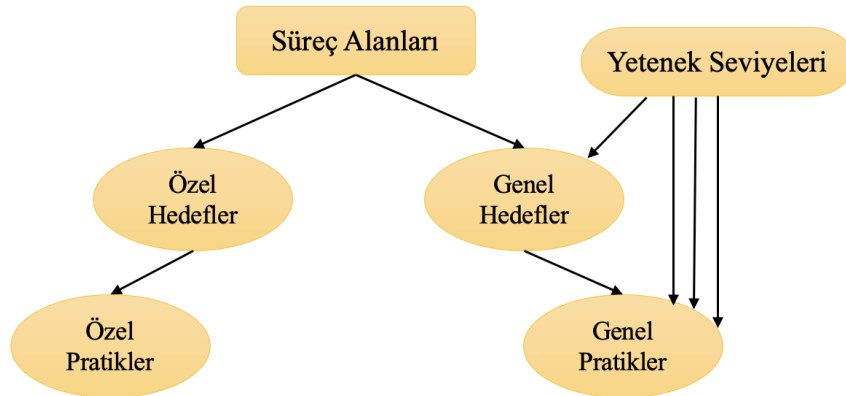 Süreç Alanları
Yetenek Seviyeleri
Özel
Hedefler
Genel
Hedefler
Özel
Pratikler
Genel
Pratikler